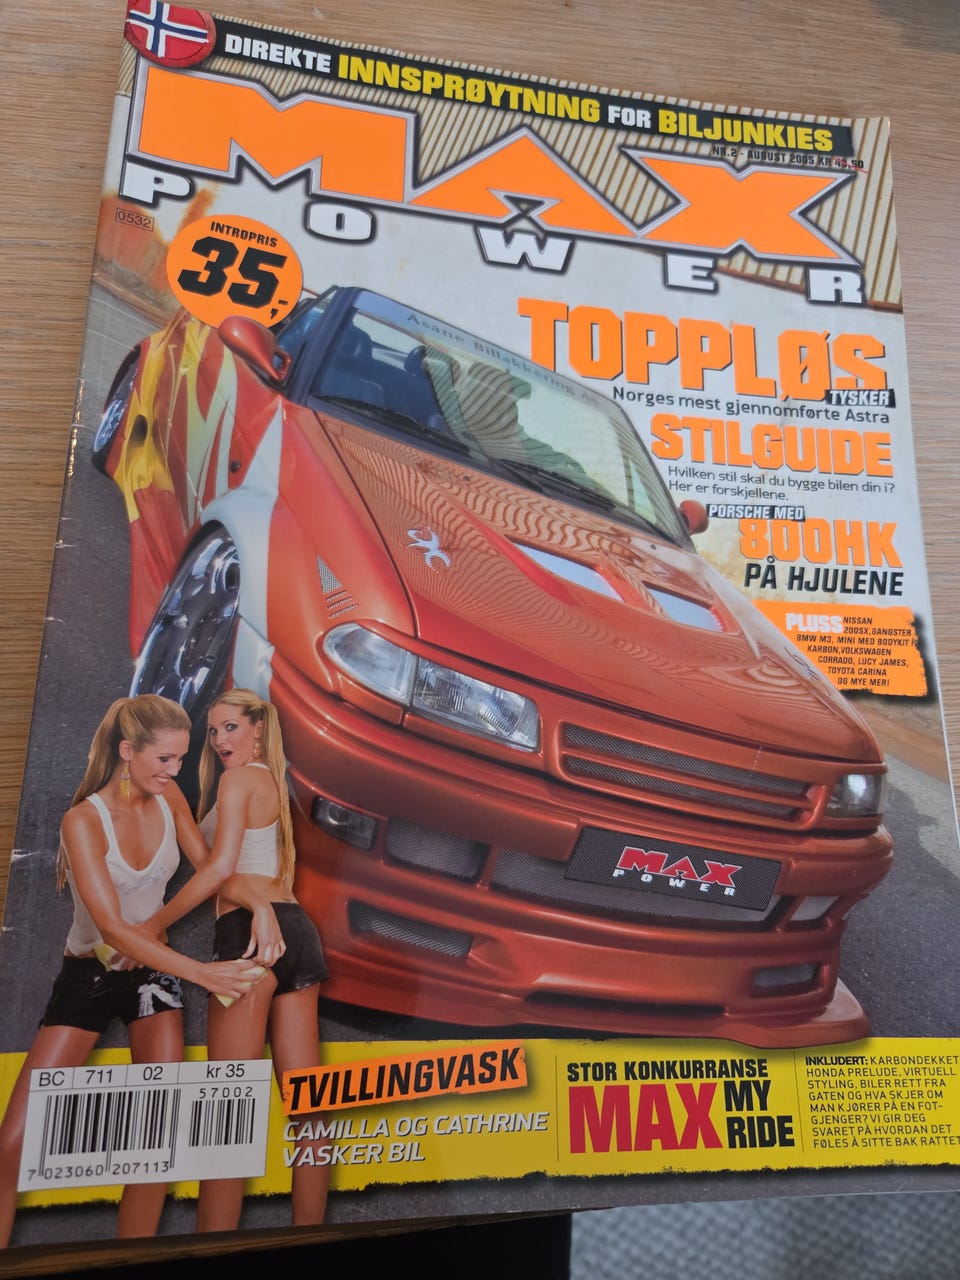 DIREKTE INNSPRØYTNING FOR BILJUNKIES
NR.2 - AUGUST 2005 KR 43,50
MAX
POWER
0532
INTROPRIS
35,-
Åsane Billakkering AS
TOPPLØS
TYSKER
Norges mest gjennomførte Astra
STILGUIDE
Hvilken stil skal du bygge bilen din i?
Her er forskjellene.
PORSCHE MED
800HK
PÅ HJULENE
PLUSS NISSAN
200SX, GANGSTER
BMW M3, MINI MED BODYKIT I
KARBON, VOLKSWAGEN
CORRADO, LUCY JAMES,
TOYOTA CARINA
OG MYE MER!
MAX
POWER
TVILLINGVASK
CAMILLA OG CATHRINE
VASKER BIL
STOR KONKURRANSE
MAX MY
RIDE
INKLUDERT: KARBONDEKKET
HONDA PRELUDE, VIRTUELL
STYLING, BILER RETT FRA
GATEN OG HVA SKJER OM
MAN KJØRER PÅ EN FOT-
GJENGER? VI GIR DEG
SVARET PÅ HVORDAN DET
FØLES Å SITTE BAK RATTET
BC 711 02 kr 35
57002
7 023060 207113